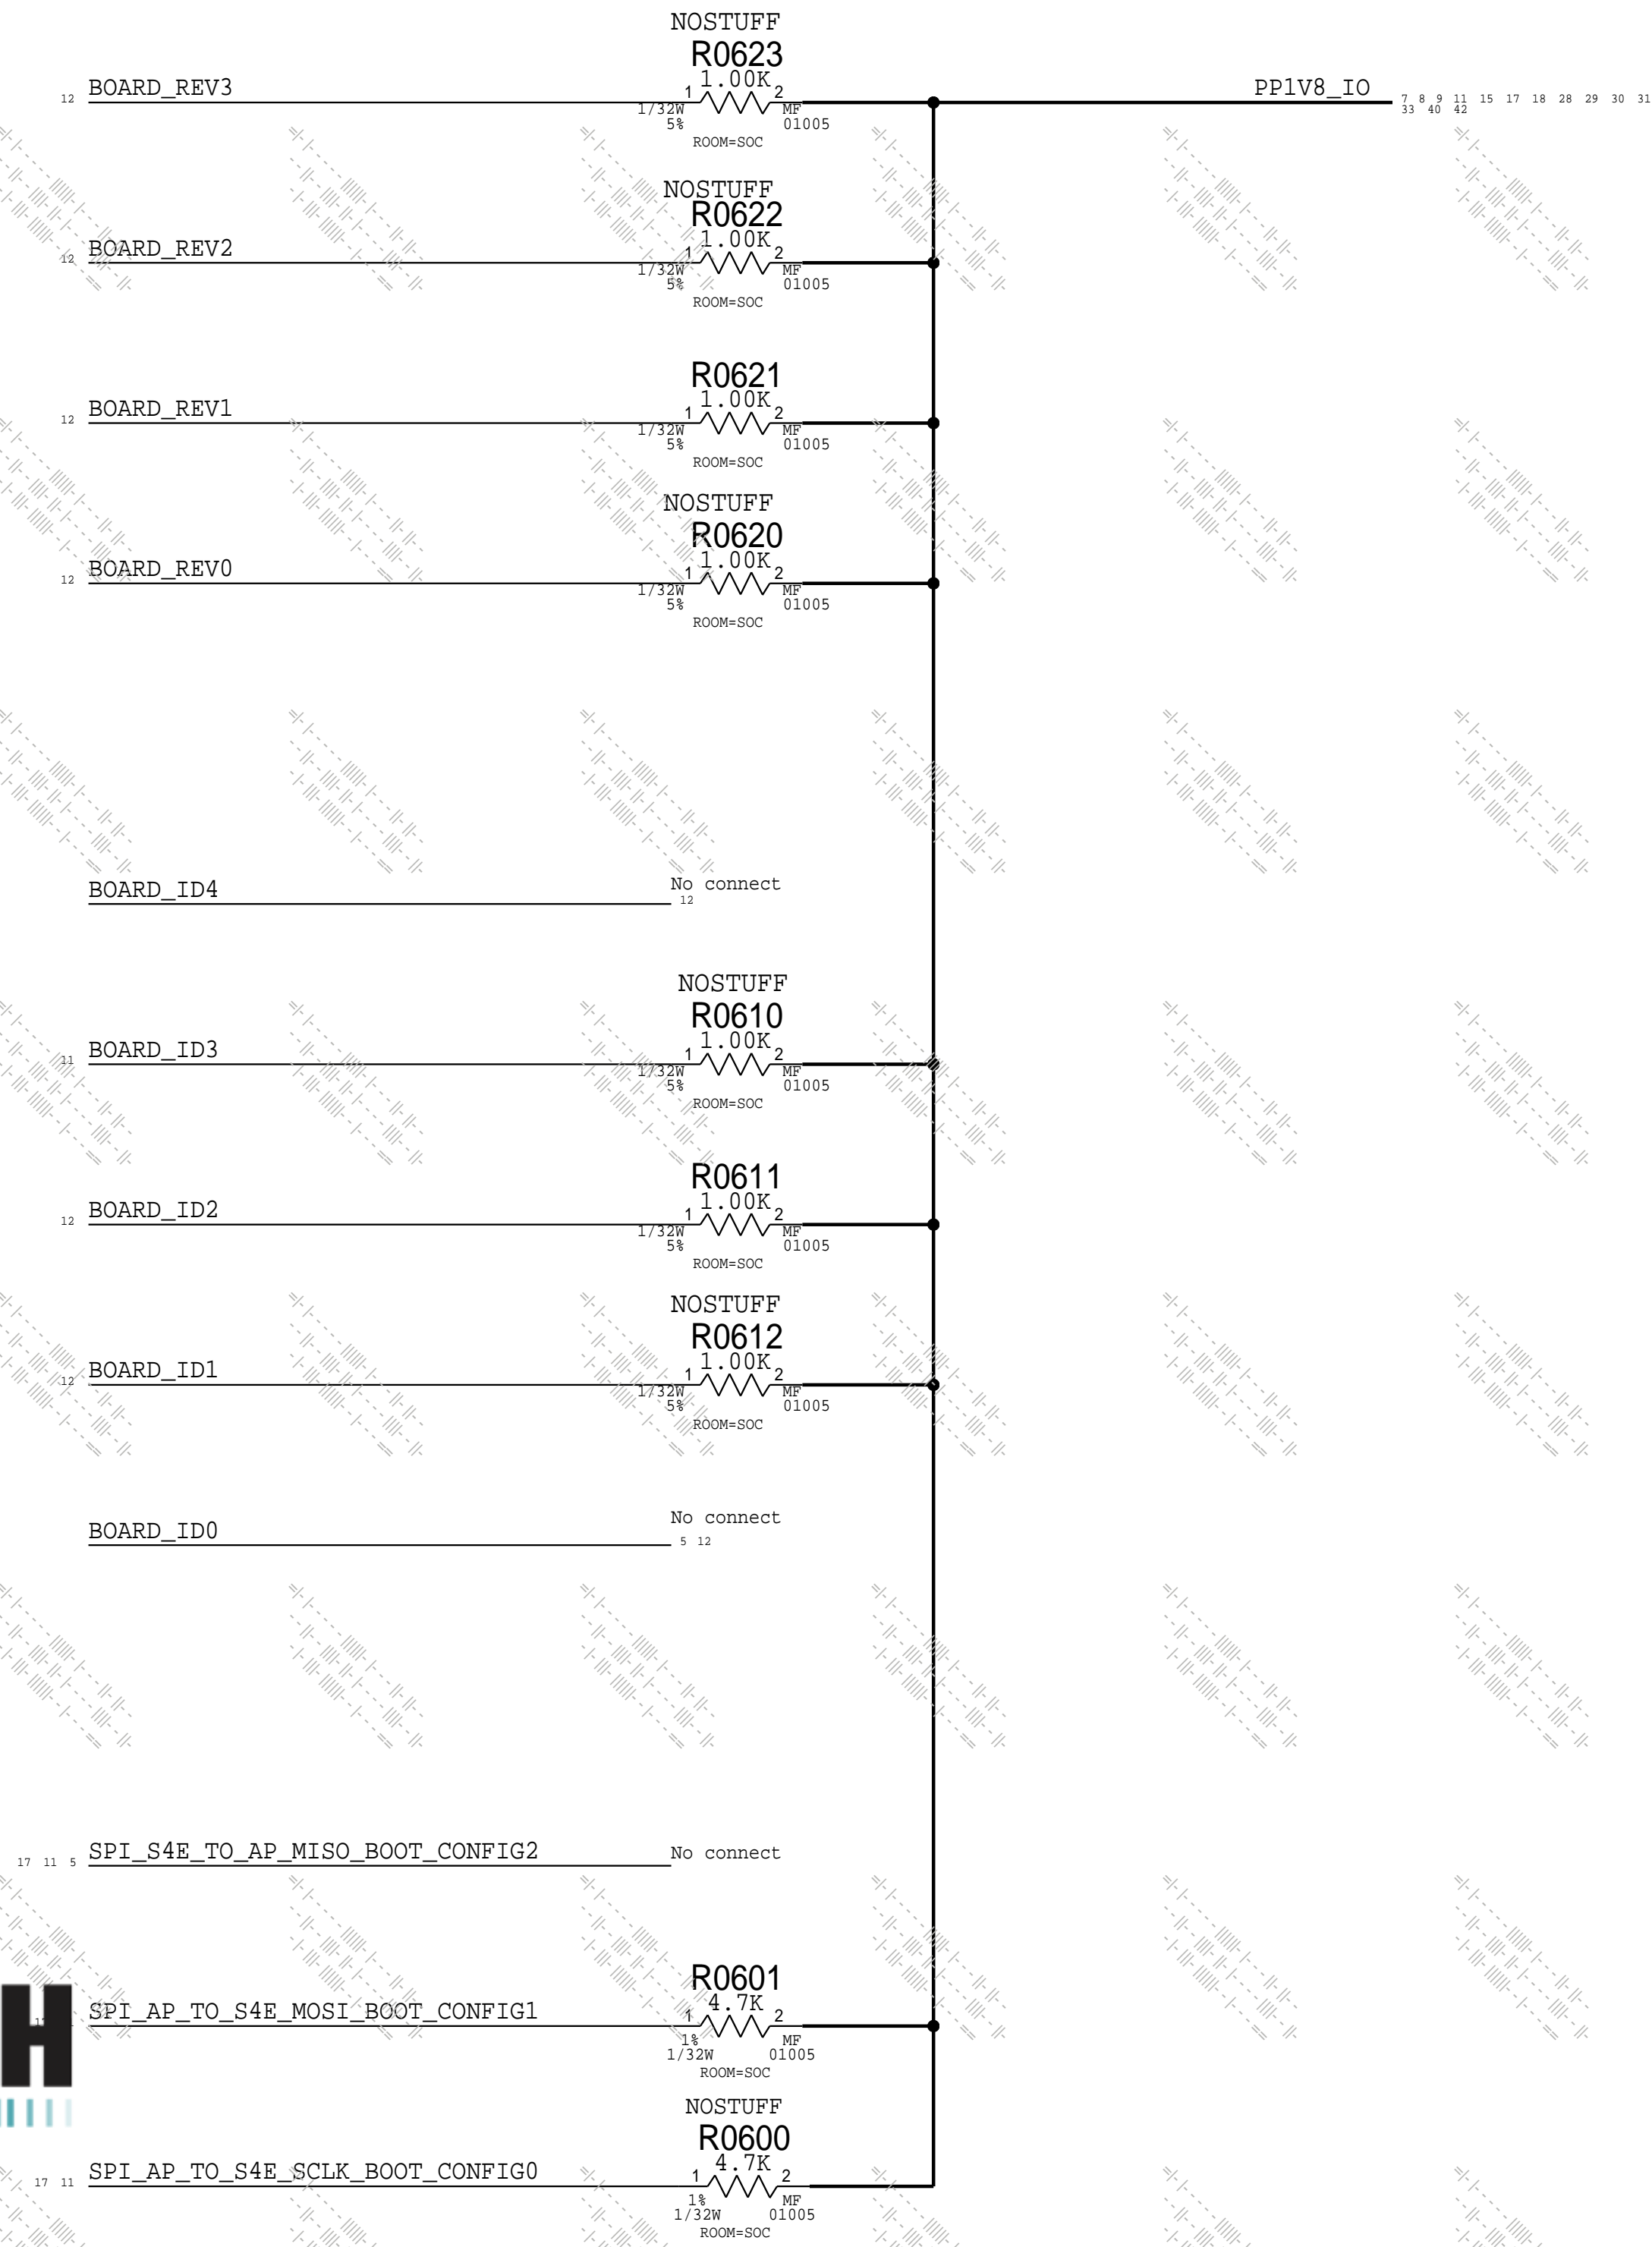 NOSTUFF
R0623
1.00K
12 BOARD_REV3 1 2 PP1V8_IO 7 8 9 11 15 17 18 28 29 30 31
33 40 42
1/32W MF
5% 01005
ROOM=SOC
NOSTUFF
R0622
1.00K
12 BOARD_REV2 1 2
1/32W MF
5% 01005
ROOM=SOC
R0621
1.00K
12 BOARD_REV1 1 2
1/32W MF
5% 01005
ROOM=SOC
NOSTUFF
R0620
1.00K
12 BOARD_REV0 1 2
1/32W MF
5% 01005
ROOM=SOC
BOARD_ID4 No connect
12
NOSTUFF
R0610
1.00K
11 BOARD_ID3 1 2
1/32W MF
5% 01005
ROOM=SOC
R0611
1.00K
12 BOARD_ID2 1 2
1/32W MF
5% 01005
ROOM=SOC
NOSTUFF
R0612
1.00K
12 BOARD_ID1 1 2
1/32W MF
5% 01005
ROOM=SOC
BOARD_ID0 No connect
5 12
17 11 5 SPI_S4E_TO_AP_MISO_BOOT_CONFIG2 No connect
R0601
4.7K
SPI_AP_TO_S4E_MOSI_BOOT_CONFIG1 1 2
1% MF
1/32W 01005
ROOM=SOC
H
NOSTUFF
R0600
4.7K
17 11 SPI_AP_TO_S4E_SCLK_BOOT_CONFIG0 1 2
1% MF
1/32W 01005
ROOM=SOC